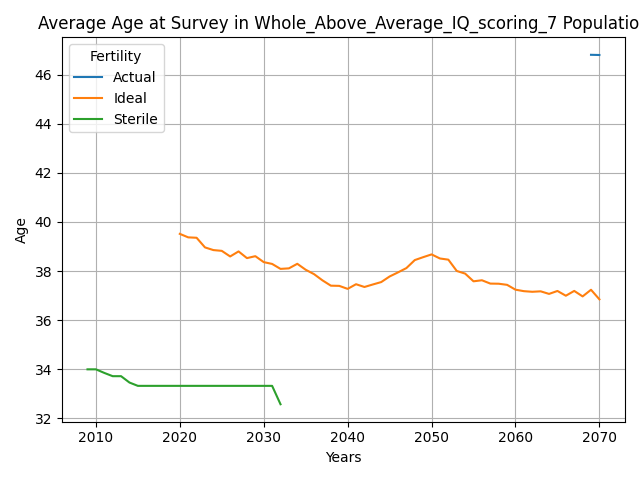 Average Age at Survey in Whole_Above_Average_IQ_scoring_7 Populatio
Fertility
Actual
Ideal
Sterile
46
44
42
40
38
36
34
32
Age
2010 2020 2030 2040 2050 2060 2070
Years